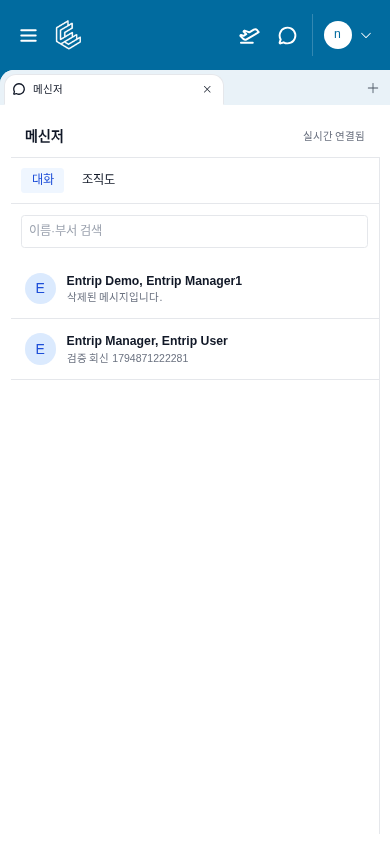 n
메신저
메신저
실시간 연결됨
대화
조직도
이름·부서 검색
E
Entrip Demo, Entrip Manager1
삭제된 메시지입니다.
E
Entrip Manager, Entrip User
검증 회신 1794871222281